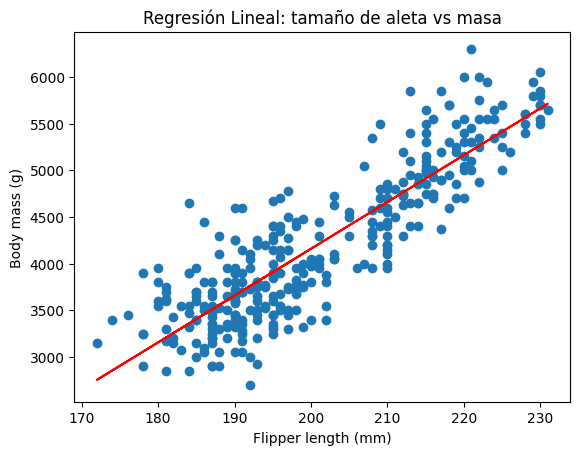 Regresión Lineal: tamaño de aleta vs masa
Body mass (g)
6000
5500
5000
4500
4000
3500
3000
170 180 190 200 210 220 230
Flipper length (mm)